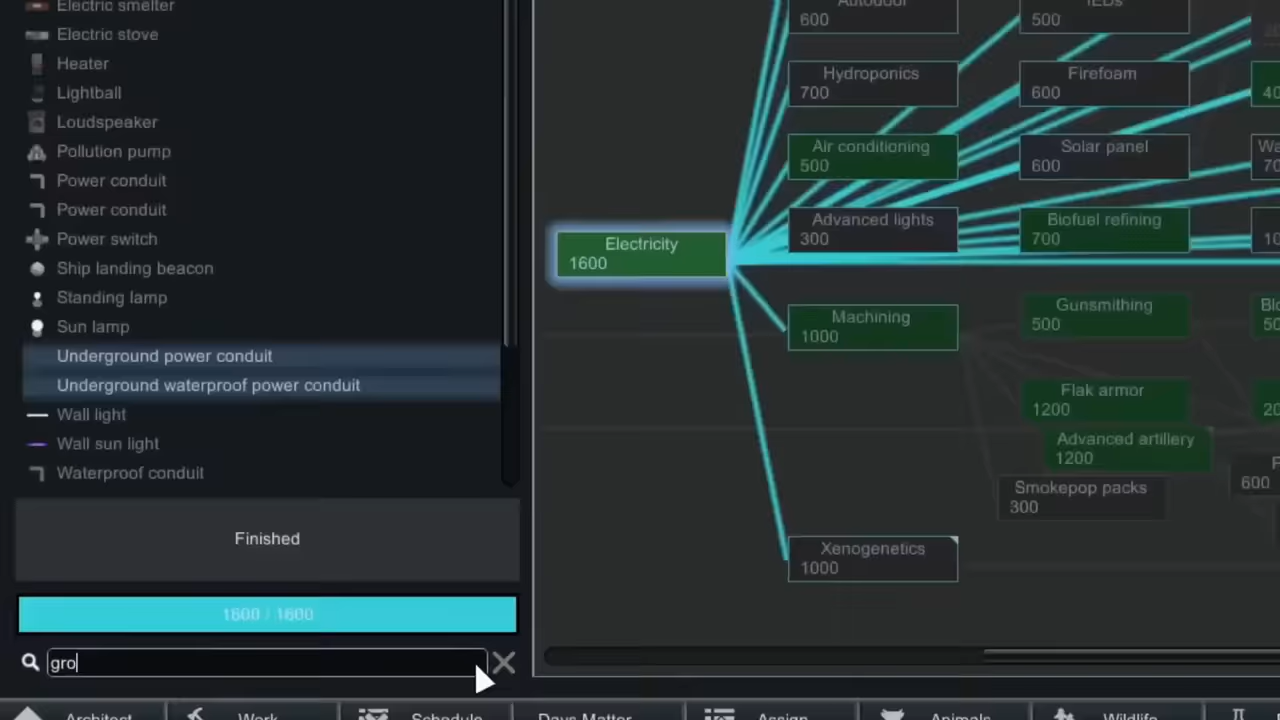 Electric smelter
Electric stove
Heater
Lightball
Loudspeaker
Pollution pump
Power conduit
Power conduit
Power switch
Ship landing beacon
Standing lamp
Sun lamp
Underground power conduit
Underground waterproof power conduit
Wall light
Wall sun light
Waterproof conduit
Finished
1600 / 1600
gro
Electricity
1600
Autodoor
600
Hydroponics
700
Air conditioning
500
Advanced lights
300
Machining
1000
Xenogenetics
1000
IEDs
500
Firefoam
600
Solar panel
600
Biofuel refining
700
Gunsmithing
500
Flak armor
1200
Advanced artillery
1200
Smokepop packs
300
600
Architect
Work
Schedule
Days Matter
Assign
Animals
Wildlife